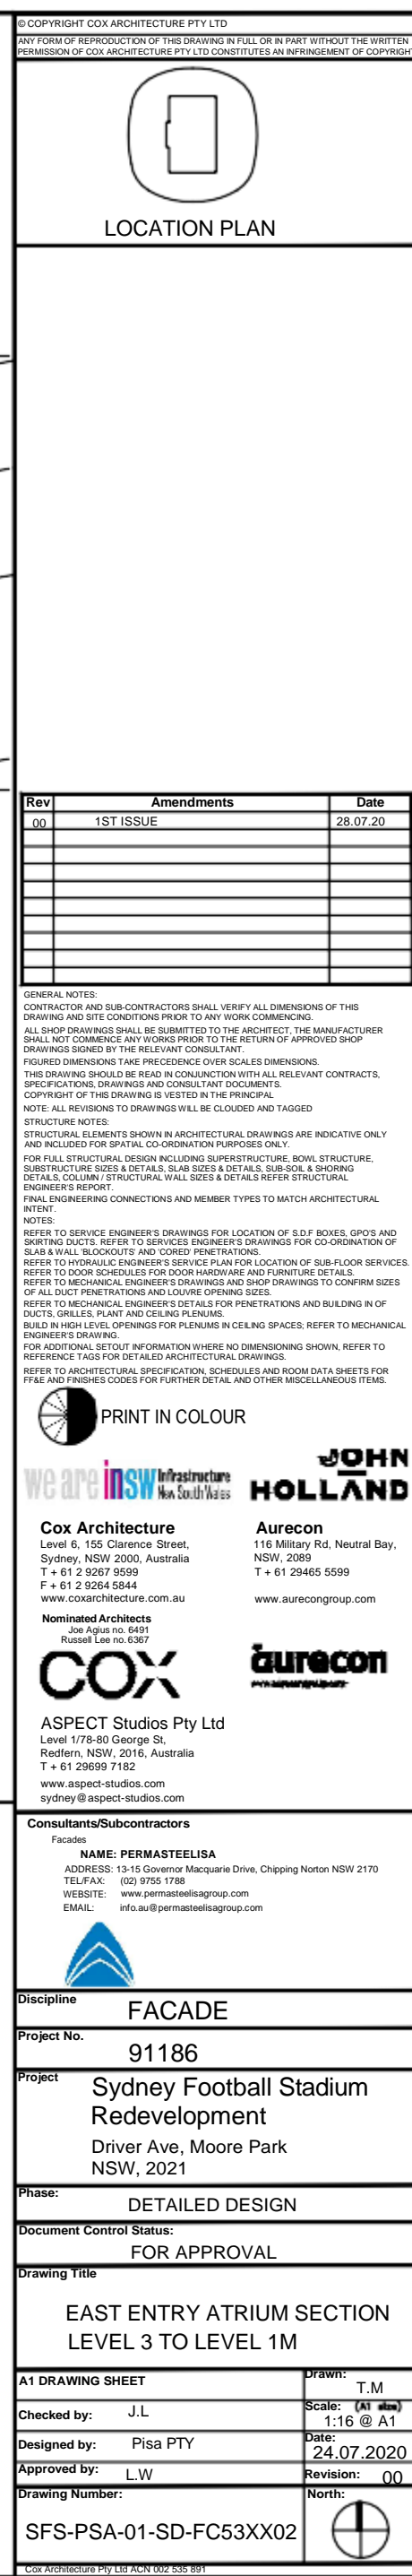 © COPYRIGHT COX ARCHITECTURE PTY LTD
ANY FORM OF REPRODUCTION OF THIS DRAWING IN FULL OR IN PART WITHOUT THE WRITTEN
PERMISSION OF COX ARCHITECTURE PTY LTD CONSTITUTES AN INFRINGEMENT OF COPYRIGHT
LOCATION PLAN
Rev Amendments Date
00 1ST ISSUE 28.07.20
GENERAL NOTES:
CONTRACTOR AND SUB-CONTRACTORS SHALL VERIFY ALL DIMENSIONS OF THIS
DRAWING AND SITE CONDITIONS PRIOR TO ANY WORK COMMENCING.
ALL SHOP DRAWINGS SHALL BE SUBMITTED TO THE ARCHITECT, THE MANUFACTURER
SHALL NOT COMMENCE ANY WORKS PRIOR TO THE RETURN OF APPROVED SHOP
DRAWINGS SIGNED BY THE RELEVANT CONSULTANT.
FIGURED DIMENSIONS TAKE PRECEDENCE OVER SCALES DIMENSIONS.
THIS DRAWING SHOULD BE READ IN CONJUNCTION WITH ALL RELEVANT CONTRACTS,
SPECIFICATIONS, DRAWINGS AND CONSULTANT DOCUMENTS.
COPYRIGHT OF THIS DRAWING IS VESTED IN THE PRINCIPAL
NOTE: ALL REVISIONS TO DRAWINGS WILL BE CLOUDED AND TAGGED
STRUCTURE NOTES:
STRUCTURAL ELEMENTS SHOWN IN ARCHITECTURAL DRAWINGS ARE INDICATIVE ONLY
AND INCLUDED FOR SPATIAL CO-ORDINATION PURPOSES ONLY.
FOR FULL STRUCTURAL DESIGN INCLUDING SUPERSTRUCTURE, BOWL STRUCTURE,
SUBSTRUCTURE SIZES & DETAILS, SLAB SIZES & DETAILS, SUB-SOIL & SHORING
DETAILS, COLUMN / STRUCTURAL WALL SIZES & DETAILS REFER STRUCTURAL
ENGINEER'S REPORT.
FINAL ENGINEERING CONNECTIONS AND MEMBER TYPES TO MATCH ARCHITECTURAL
INTENT.
NOTES:
REFER TO SERVICE ENGINEER'S DRAWINGS FOR LOCATION OF S.D.F BOXES, GPO'S AND
SKIRTING DUCTS. REFER TO SERVICES ENGINEER'S DRAWINGS FOR CO-ORDINATION OF
SLAB & WALL 'BLOCKOUTS' AND 'CORED' PENETRATIONS.
REFER TO HYDRAULIC ENGINEER'S SERVICE PLAN FOR LOCATION OF SUB-FLOOR SERVICES.
REFER TO DOOR SCHEDULES FOR DOOR HARDWARE AND FURNITURE DETAILS.
REFER TO MECHANICAL ENGINEER'S DRAWINGS AND SHOP DRAWINGS TO CONFIRM SIZES
OF ALL DUCT PENETRATIONS AND LOUVRE OPENING SIZES.
REFER TO MECHANICAL ENGINEER'S DETAILS FOR PENETRATIONS AND BUILDING IN OF
DUCTS, GRILLES, PLANT AND CEILING PLENUMS.
BUILD IN HIGH LEVEL OPENINGS FOR PLENUMS IN CEILING SPACES; REFER TO MECHANICAL
ENGINEER'S DRAWING.
FOR ADDITIONAL SETOUT INFORMATION WHERE NO DIMENSIONING SHOWN, REFER TO
REFERENCE TAGS FOR DETAILED ARCHITECTURAL DRAWINGS.
REFER TO ARCHITECTURAL SPECIFICATION, SCHEDULES AND ROOM DATA SHEETS FOR
FF&E AND FINISHES CODES FOR FURTHER DETAIL AND OTHER MISCELLANEOUS ITEMS.
PRINT IN COLOUR
we are insw Infrastructure
New South Wales
JOHN
HOLLAND
Cox Architecture
Level 6, 155 Clarence Street,
Sydney, NSW 2000, Australia
T + 61 2 9267 9599
F + 61 2 9264 5844
www.coxarchitecture.com.au
Nominated Architects
Joe Agius no. 6491
Russell Lee no. 6367
COX
Aurecon
116 Military Rd, Neutral Bay,
NSW, 2089
T + 61 29465 5599
www.aurecongroup.com
aurecon
ASPECT Studios Pty Ltd
Level 1/78-80 George St,
Redfern, NSW, 2016, Australia
T + 61 29699 7182
www.aspect-studios.com
sydney@aspect-studios.com
Consultants/Subcontractors
Facades
NAME: PERMASTEELISA
ADDRESS: 13-15 Governor Macquarie Drive, Chipping Norton NSW 2170
TEL/FAX: (02) 9755 1788
WEBSITE: www.permasteelisagroup.com
EMAIL: info.au@permasteelisagroup.com
Discipline
FACADE
Project No.
91186
Project
Sydney Football Stadium
Redevelopment
Driver Ave, Moore Park
NSW, 2021
Phase:
DETAILED DESIGN
Document Control Status:
FOR APPROVAL
Drawing Title
EAST ENTRY ATRIUM SECTION
LEVEL 3 TO LEVEL 1M
A1 DRAWING SHEET
Drawn:
T.M
Checked by: J.L
Scale: (A1 size)
1:16 @ A1
Designed by: Pisa PTY
Date:
24.07.2020
Approved by: L.W
Revision: 00
Drawing Number:
SFS-PSA-01-SD-FC53XX02
North:
Cox Architecture Pty Ltd ACN 002 535 891